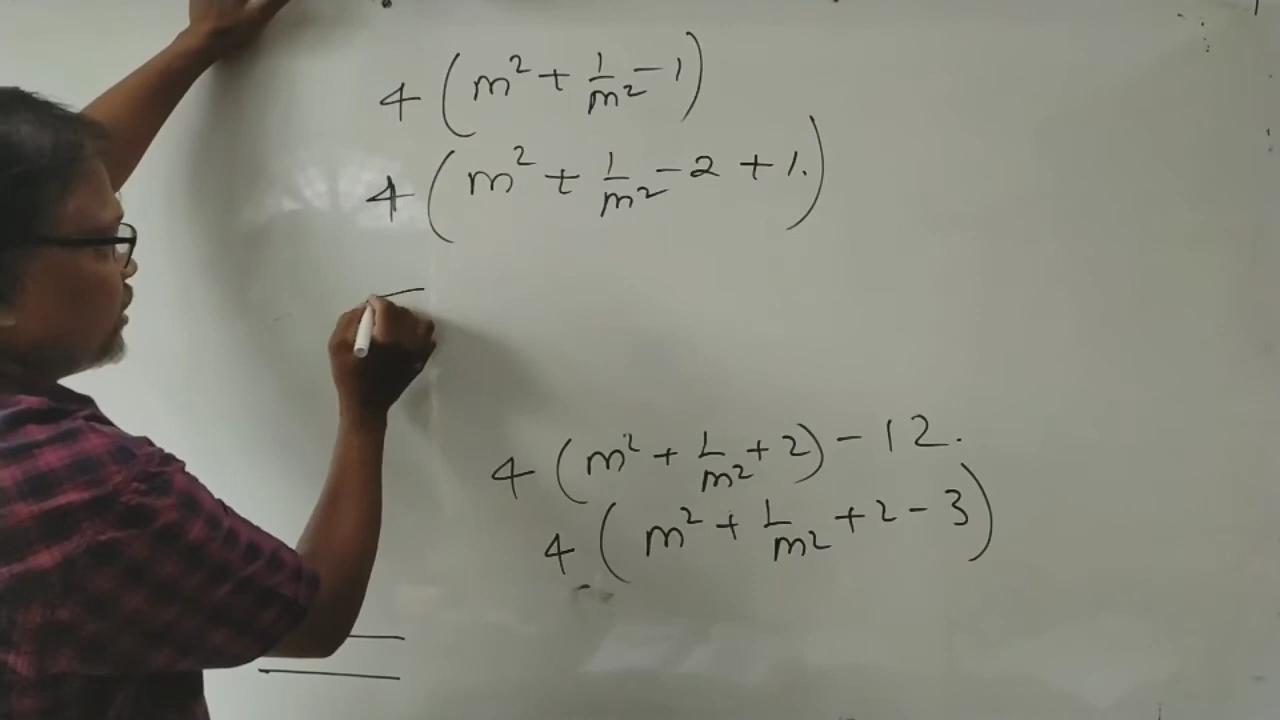 4 (m² + 1/m² - 1)
4 (m² + 1/m² - 2 + 1.)
4 (m² + 1/m² + 2) - 12.
4 (m² + 1/m² + 2 - 3)